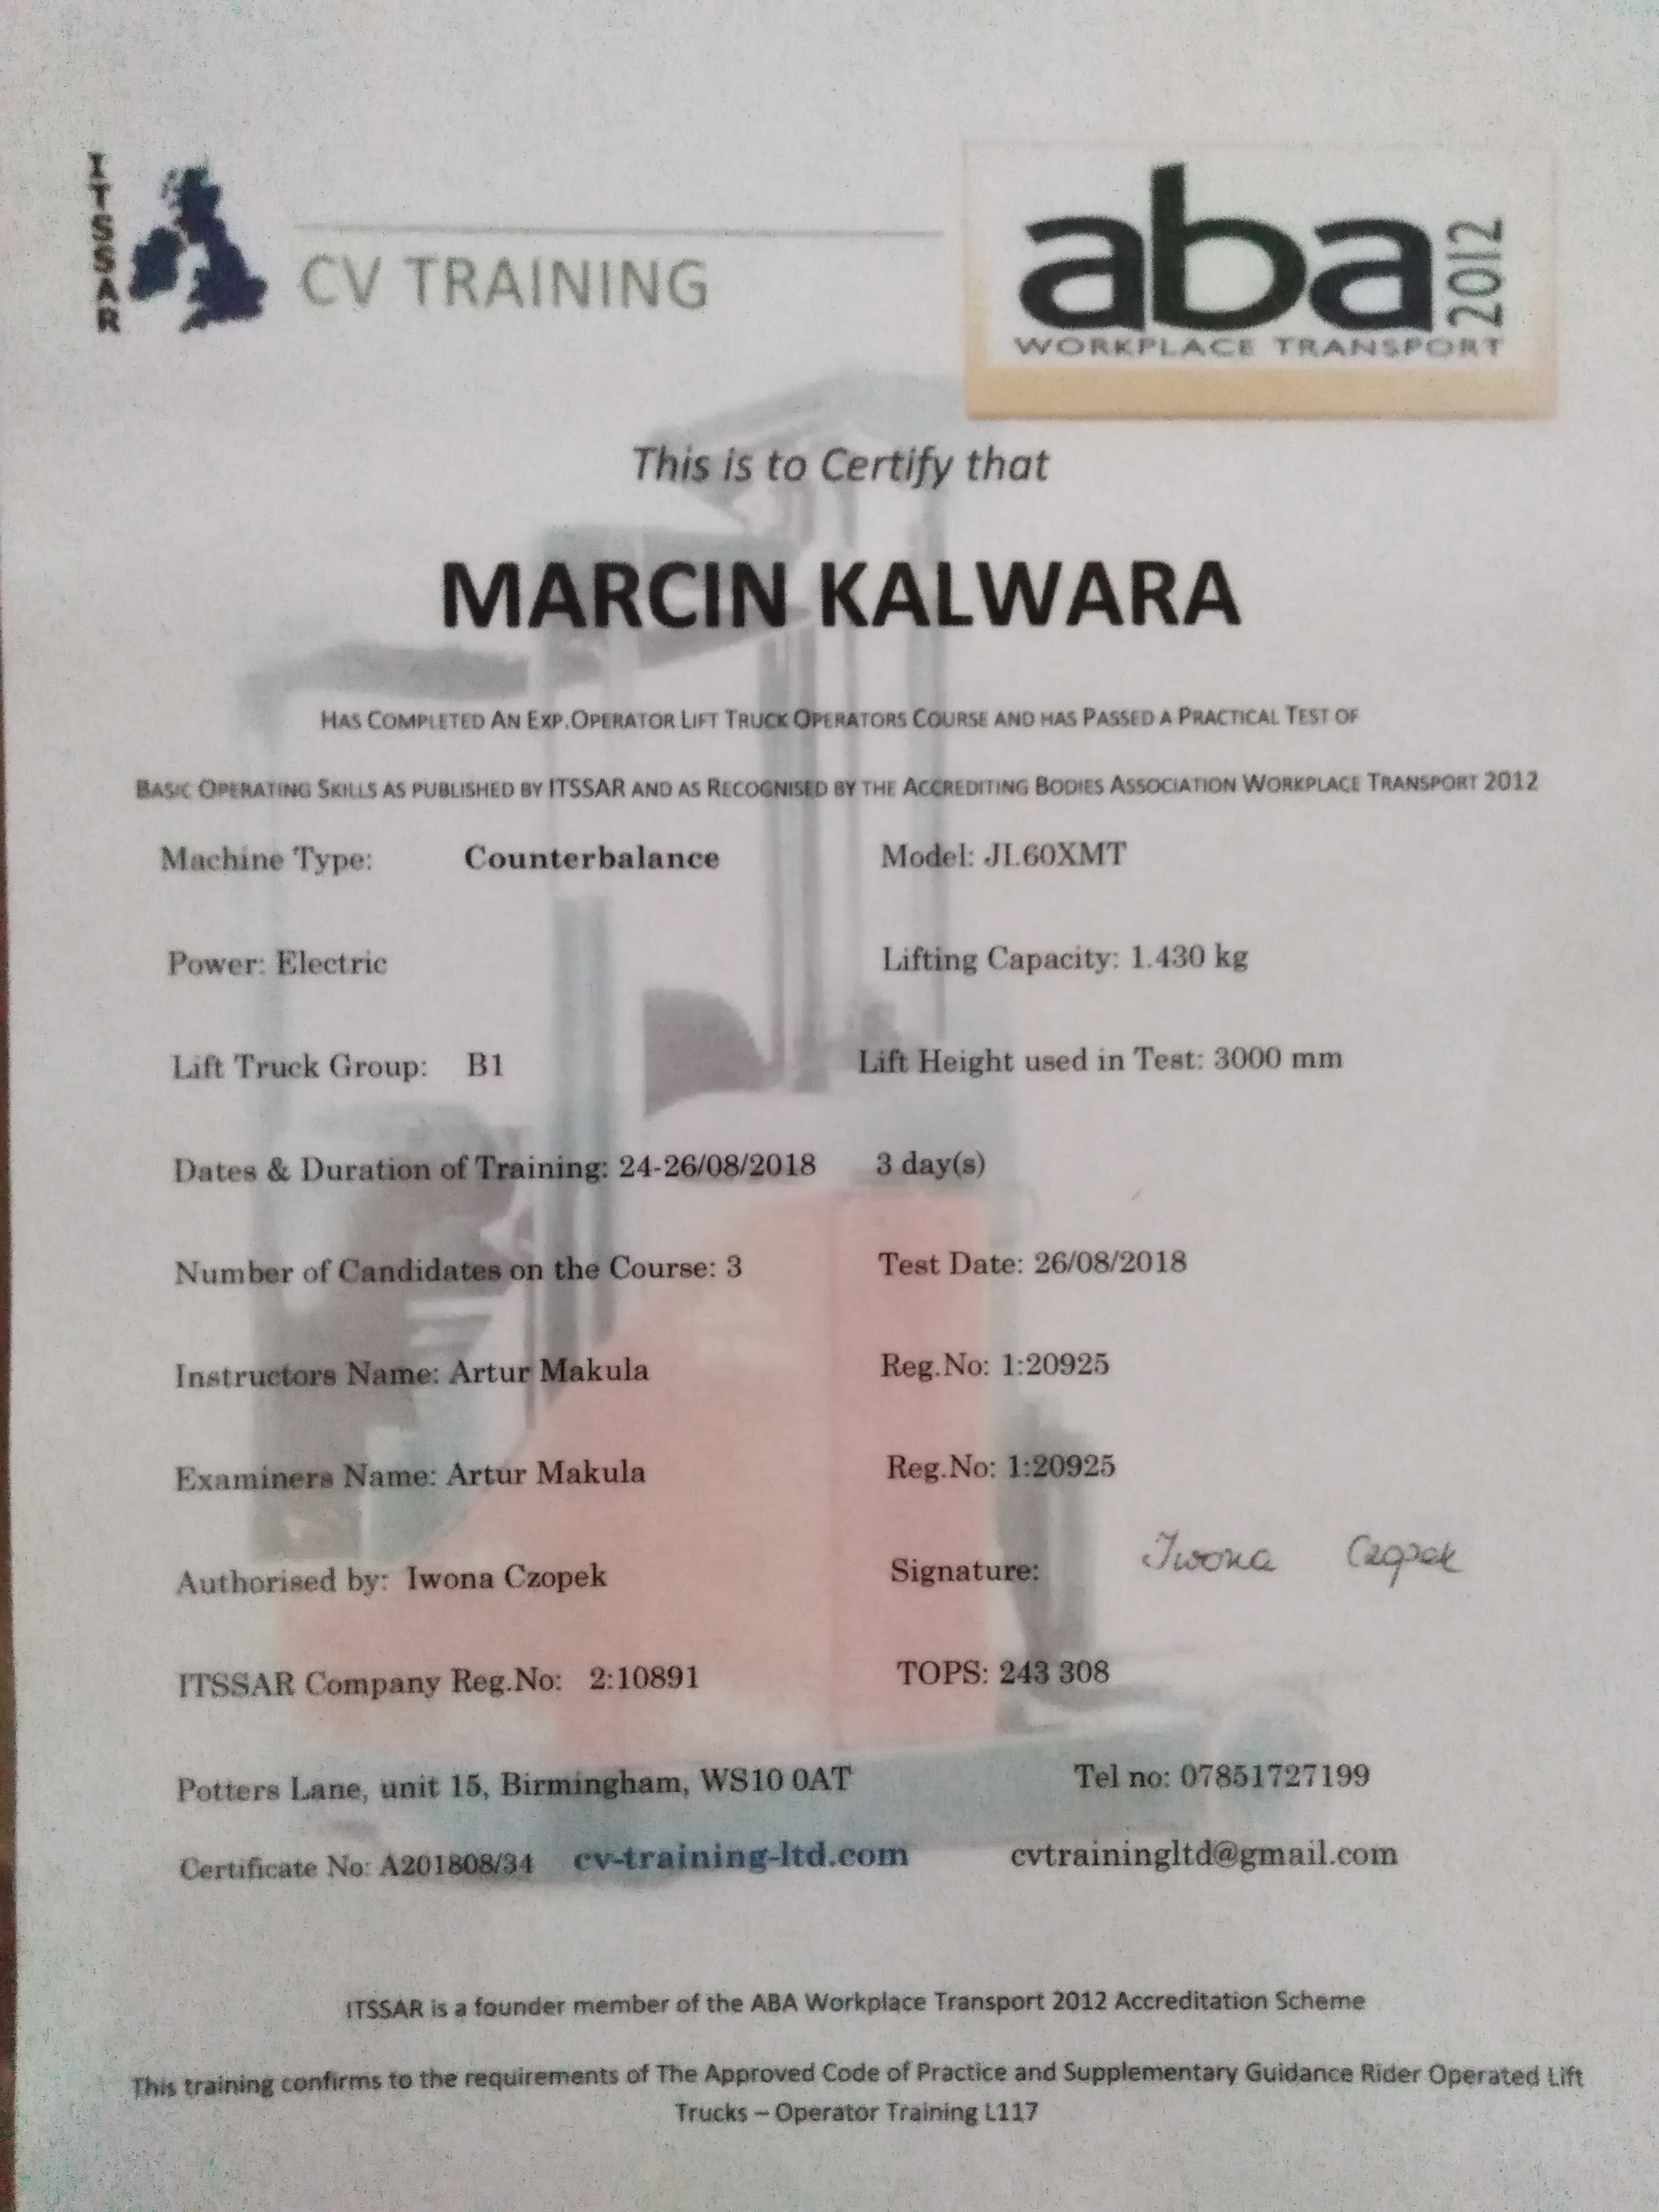 ITSSAR
CV TRAINING
aba 2012
WORKPLACE TRANSPORT
This is to Certify that
MARCIN KALWARA
HAS COMPLETED AN EXP.OPERATOR LIFT TRUCK OPERATORS COURSE AND HAS PASSED A PRACTICAL TEST OF
BASIC OPERATING SKILLS AS PUBLISHED BY ITSSAR AND AS RECOGNISED BY THE ACCREDITING BODIES ASSOCIATION WORKPLACE TRANSPORT 2012
Machine Type: Counterbalance Model: JL60XMT
Power: Electric Lifting Capacity: 1.430 kg
Lift Truck Group: B1 Lift Height used in Test: 3000 mm
Dates & Duration of Training: 24-26/08/2018 3 day(s)
Number of Candidates on the Course: 3 Test Date: 26/08/2018
Instructors Name: Artur Makula Reg.No: 1:20925
Examiners Name: Artur Makula Reg.No: 1:20925
Authorised by: Iwona Czopek Signature: Iwona Czopek
ITSSAR Company Reg.No: 2:10891 TOPS: 243 308
Potters Lane, unit 15, Birmingham, WS10 0AT Tel no: 07851727199
Certificate No: A201808/34 cv-training-ltd.com cvtrainingltd@gmail.com
ITSSAR is a founder member of the ABA Workplace Transport 2012 Accreditation Scheme
This training confirms to the requirements of The Approved Code of Practice and Supplementary Guidance Rider Operated Lift
Trucks – Operator Training L117